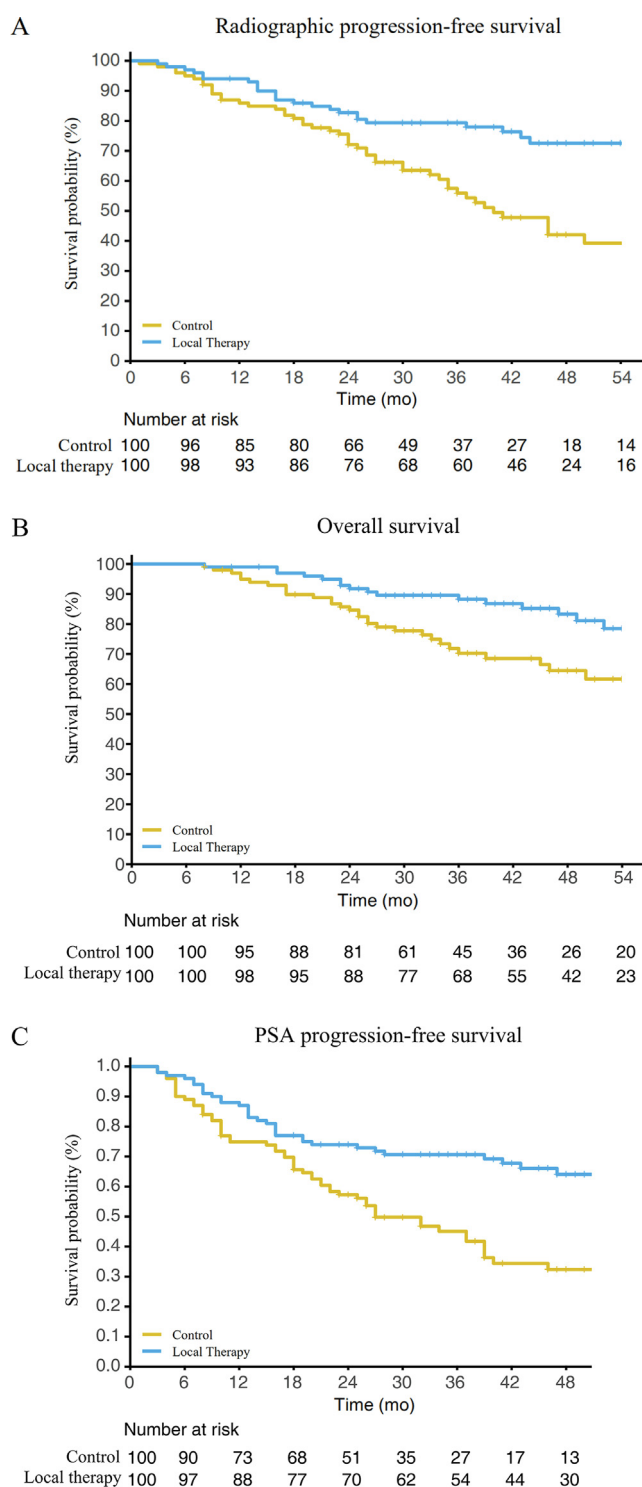 A
Radiographic progression-free survival
Survival probability (%)
100
90
80
70
60
50
40
30
20
10
0
Control
Local Therapy
0 6 12 18 24 30 36 42 48 54
Time (mo)
Number at risk
Control 100 96 85 80 66 49 37 27 18 14
Local therapy 100 98 93 86 76 68 60 46 24 16
B
Overall survival
Survival probability (%)
100
90
80
70
60
50
40
30
20
10
0
Control
Local Therapy
0 6 12 18 24 30 36 42 48 54
Time (mo)
Number at risk
Control 100 100 95 88 81 61 45 36 26 20
Local therapy 100 100 98 95 88 77 68 55 42 23
C
PSA progression-free survival
Survival probability (%)
1.0
0.9
0.8
0.7
0.6
0.5
0.4
0.3
0.2
0.1
0.0
Control
Local Therapy
0 6 12 18 24 30 36 42 48
Time (mo)
Number at risk
Control 100 90 73 68 51 35 27 17 13
Local therapy 100 97 88 77 70 62 54 44 30